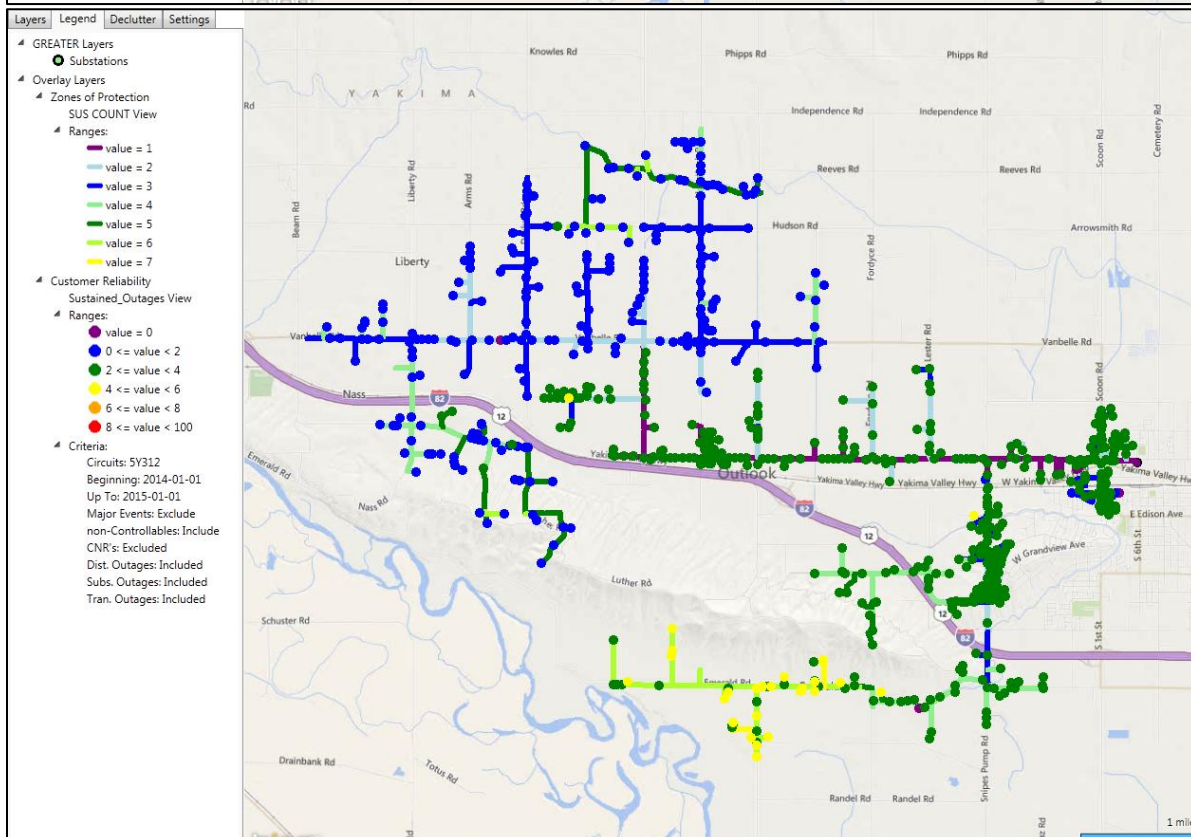 Layers Legend Declutter Settings
GREATER Layers
Substations
Overlay Layers
Zones of Protection
SUS COUNT View
Ranges:
value = 1
value = 2
value = 3
value = 4
value = 5
value = 6
value = 7
Customer Reliability
Sustained_Outages View
Ranges:
value = 0
0 <= value < 2
2 <= value < 4
4 <= value < 6
6 <= value < 8
8 <= value < 100
Criteria:
Circuits: 5Y312
Beginning: 2014-01-01
Up To: 2015-01-01
Major Events: Exclude
non-Controllables: Include
CNR's: Excluded
Dist. Outages: Included
Subs. Outages: Included
Tran. Outages: Included
Knowles Rd
Phipps Rd
Phipps Rd
YAKIMA
Rd
Independence Rd
Independence Rd
Scoon Rd
Cemetery Rd
Liberty Rd
Arms Rd
Reeves Rd
Reeves Rd
Beam Rd
Hudson Rd
Arrowsmith Rd
Fordyce Rd
Liberty
Vanbelle Rd
Lester Rd
Scoon Rd
Nass
82
12
Yakima Valley Hwy
Outlook
Yakima Valley Hwy
Yakima Valley Hwy
Emerald Rd
Nass Rd
82
12
E Edison Ave
W Grandview Ave
S 6th St
Luther Rd
12
82
S 1st St
Schuster Rd
Emerald Rd
Drainbank Rd
Totus Rd
Snipes Pump Rd
Randel Rd
Randel Rd
1 mile